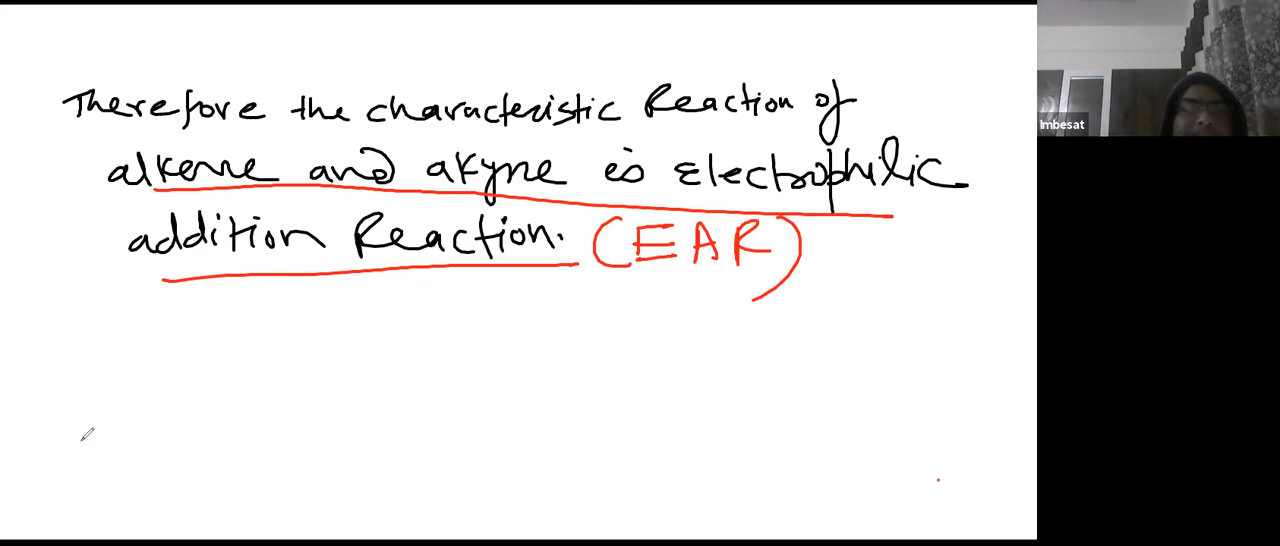 Therefore the characteristic Reaction of
alkene and akyne is Electrophilic
addition Reaction. (EAR)
Imbesat